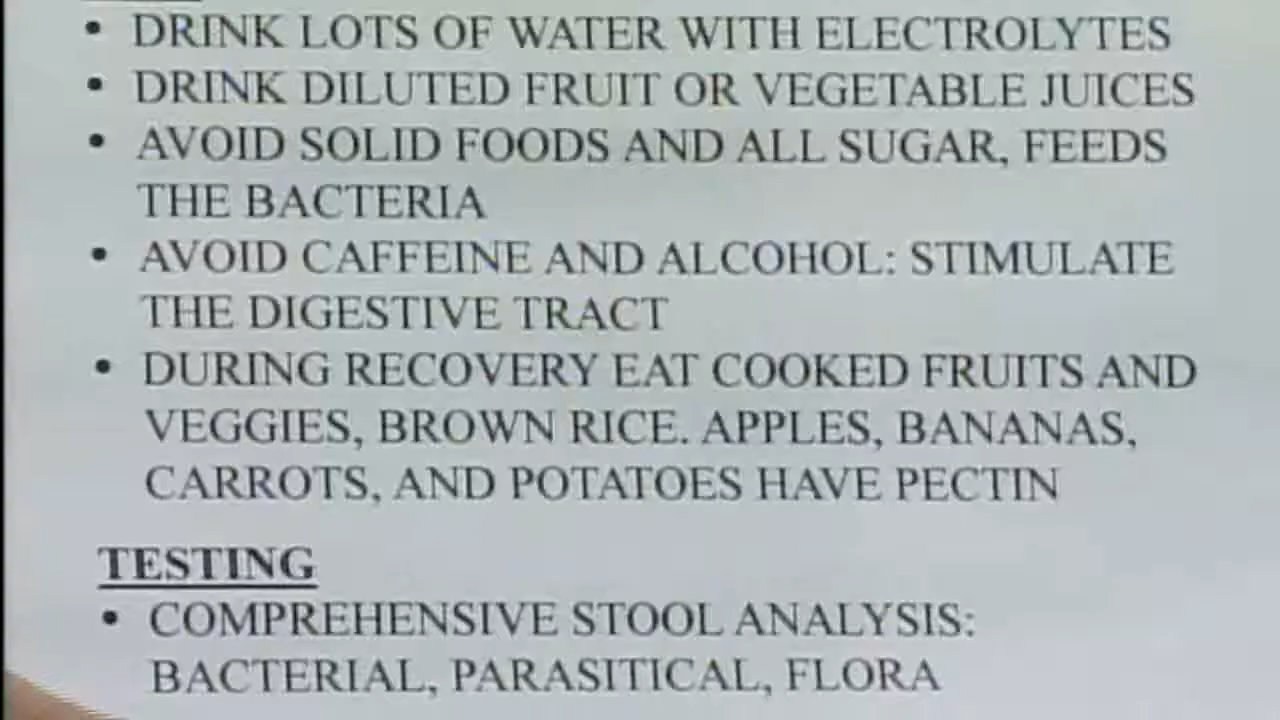 • DRINK LOTS OF WATER WITH ELECTROLYTES
• DRINK DILUTED FRUIT OR VEGETABLE JUICES
• AVOID SOLID FOODS AND ALL SUGAR, FEEDS
THE BACTERIA
• AVOID CAFFEINE AND ALCOHOL: STIMULATE
THE DIGESTIVE TRACT
• DURING RECOVERY EAT COOKED FRUITS AND
VEGGIES, BROWN RICE. APPLES, BANANAS,
CARROTS, AND POTATOES HAVE PECTIN
TESTING
• COMPREHENSIVE STOOL ANALYSIS:
BACTERIAL, PARASITICAL, FLORA